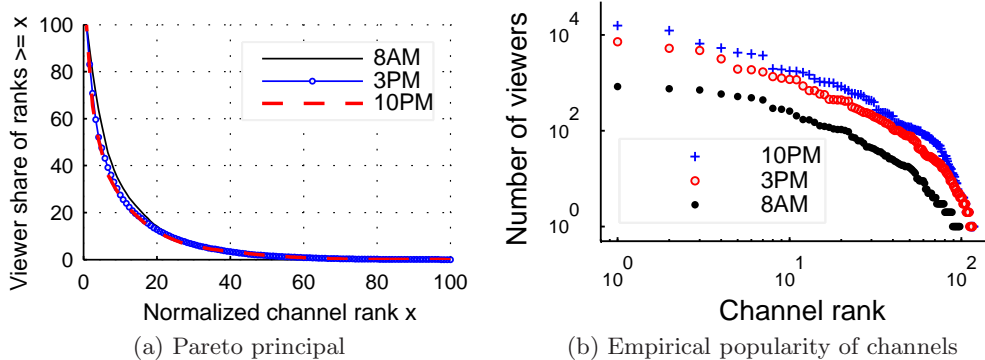 Viewer share of ranks >= x
100
80
60
40
20
0
0 20 40 60 80 100
Normalized channel rank x
8AM
3PM
10PM
(a) Pareto principal
Number of viewers
10^4
10^2
10^0
10^0 10^1 10^2
Channel rank
10PM
3PM
8AM
(b) Empirical popularity of channels